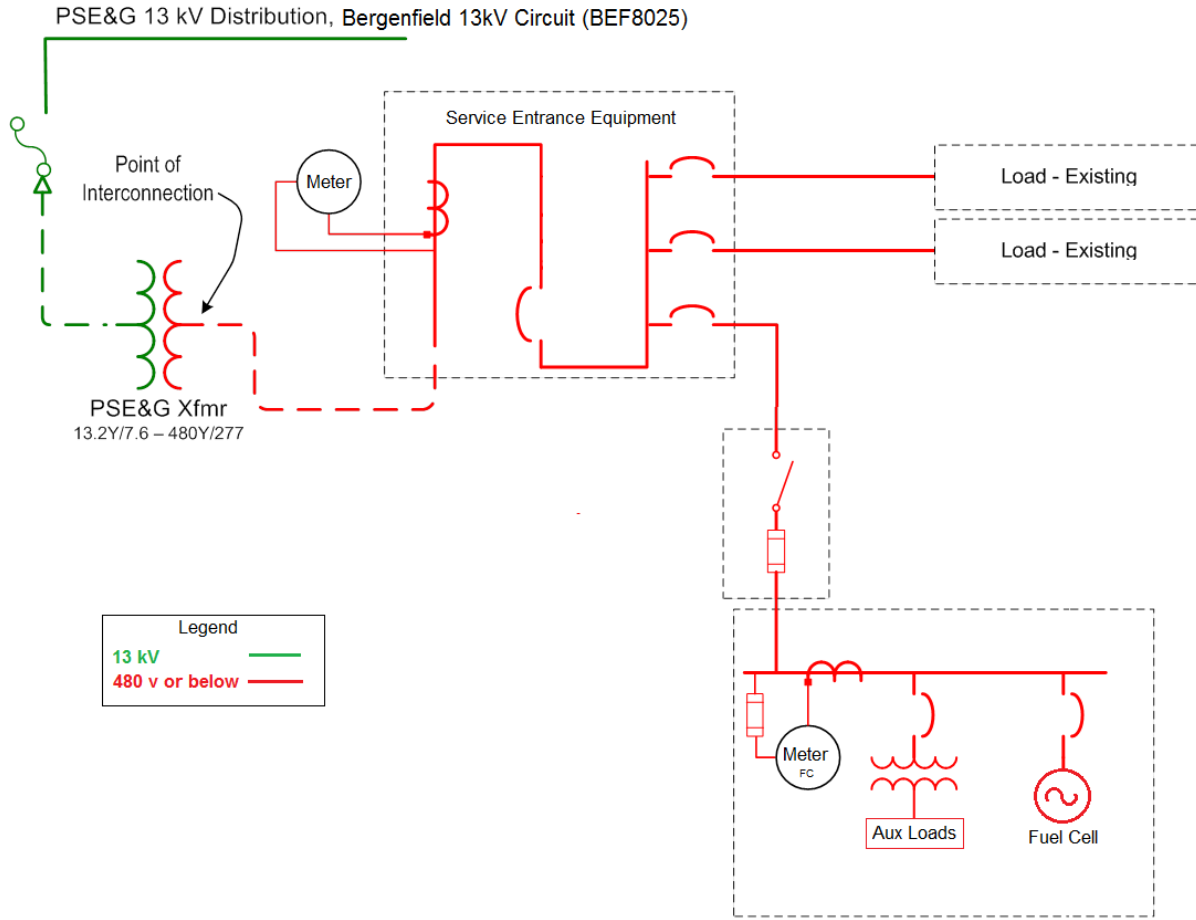 PSE&G 13 kV Distribution, Bergenfield 13kV Circuit (BEF8025)
Service Entrance Equipment
Point of
Interconnection
Meter
Load - Existing
Load - Existing
PSE&G Xfmr
13.2Y/7.6 – 480Y/277
Legend
13 kV
480 v or below
Meter
FC
Aux Loads
Fuel Cell